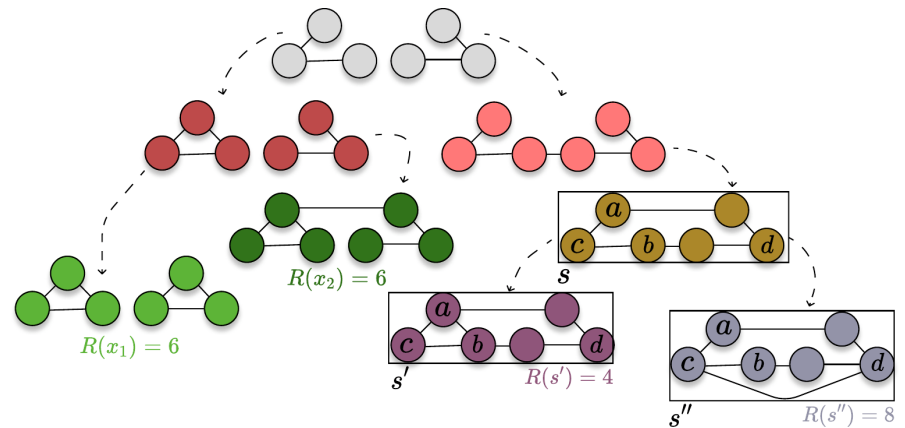 a
c b d
s
R(x₂) = 6
a
c b d
s′
R(s′) = 4
R(x₁) = 6
a
c b d
s″
R(s″) = 8